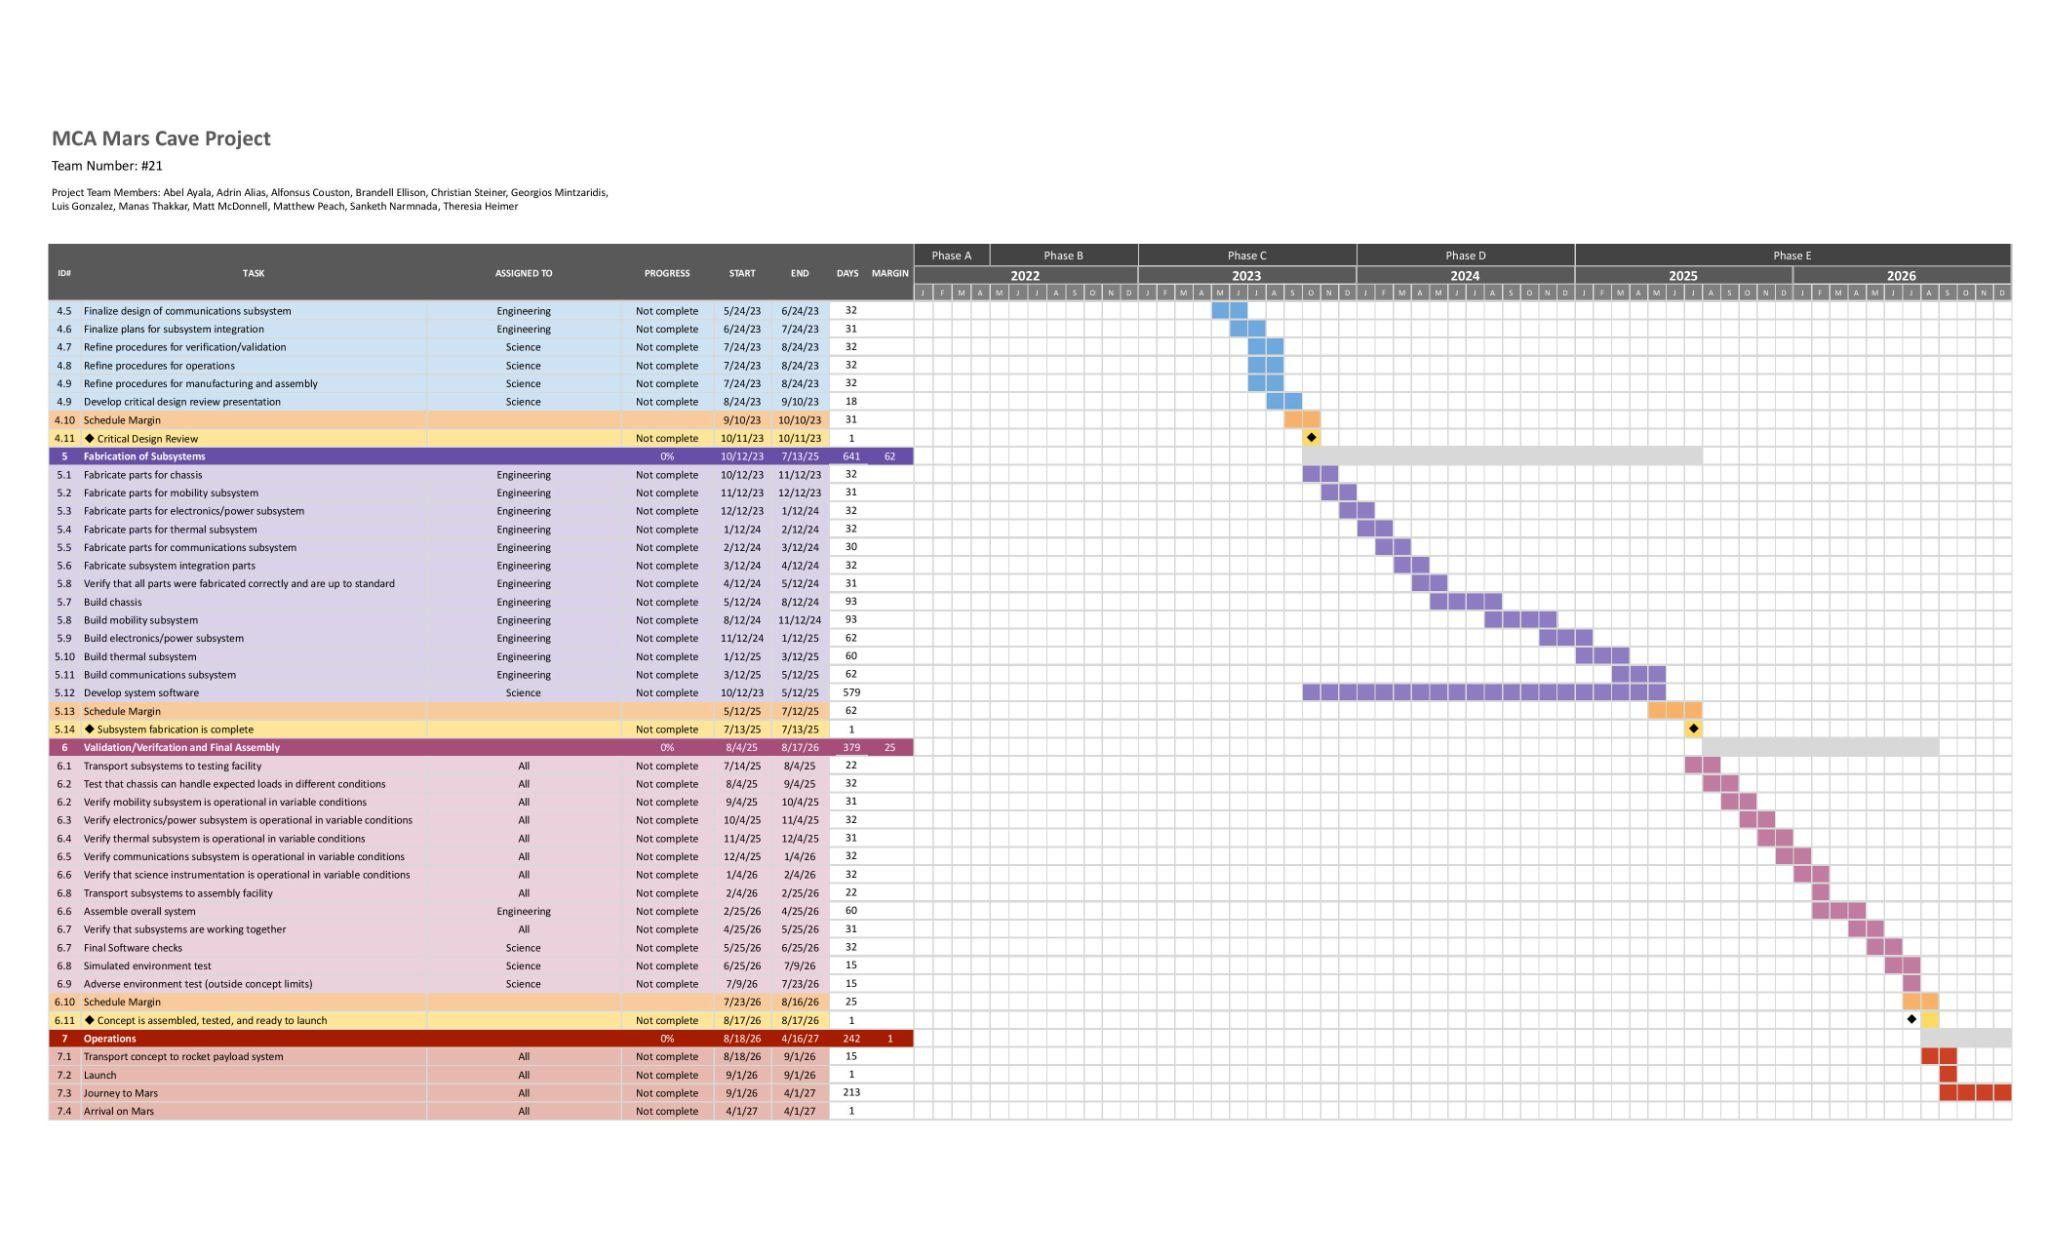 MCA Mars Cave Project
Team Number: #21
Project Team Members: Abel Ayala, Adrin Alias, Alfonsus Couston, Brandell Ellison, Christian Steiner, Georgios Mintzaridis,
Luis Gonzalez, Manas Thakkar, Matt McDonnell, Matthew Peach, Sanketh Narmnada, Theresia Heimer
Phase A Phase B Phase C Phase D Phase E
ID# TASK ASSIGNED TO PROGRESS START END DAYS MARGIN
2022 2023 2024 2025 2026
J F M A M J J A S O N D J F M A M J J A S O N D J F M A M J J A S O N D J F M A M J J A S O N D J F M A M J J A S O N D
4.5 Finalize design of communications subsystem Engineering Not complete 5/24/23 6/24/23 32
4.6 Finalize plans for subsystem integration Engineering Not complete 6/24/23 7/24/23 31
4.7 Refine procedures for verification/validation Science Not complete 7/24/23 8/24/23 32
4.8 Refine procedures for operations Science Not complete 7/24/23 8/24/23 32
4.9 Refine procedures for manufacturing and assembly Science Not complete 7/24/23 8/24/23 32
4.9 Develop critical design review presentation Science Not complete 8/24/23 9/10/23 18
4.10 Schedule Margin 9/10/23 10/10/23 31
4.11 ◆ Critical Design Review Not complete 10/11/23 10/11/23 1
5 Fabrication of Subsystems 0% 10/12/23 7/13/25 641 62
5.1 Fabricate parts for chassis Engineering Not complete 10/12/23 11/12/23 32
5.2 Fabricate parts for mobility subsystem Engineering Not complete 11/12/23 12/12/23 31
5.3 Fabricate parts for electronics/power subsystem Engineering Not complete 12/12/23 1/12/24 32
5.4 Fabricate parts for thermal subsystem Engineering Not complete 1/12/24 2/12/24 32
5.5 Fabricate parts for communications subsystem Engineering Not complete 2/12/24 3/12/24 30
5.6 Fabricate subsystem integration parts Engineering Not complete 3/12/24 4/12/24 32
5.8 Verify that all parts were fabricated correctly and are up to standard Engineering Not complete 4/12/24 5/12/24 31
5.7 Build chassis Engineering Not complete 5/12/24 8/12/24 93
5.8 Build mobility subsystem Engineering Not complete 8/12/24 11/12/24 93
5.9 Build electronics/power subsystem Engineering Not complete 11/12/24 1/12/25 62
5.10 Build thermal subsystem Engineering Not complete 1/12/25 3/12/25 60
5.11 Build communications subsystem Engineering Not complete 3/12/25 5/12/25 62
5.12 Develop system software Science Not complete 10/12/23 5/12/25 579
5.13 Schedule Margin 5/12/25 7/12/25 62
5.14 ◆ Subsystem fabrication is complete Not complete 7/13/25 7/13/25 1
6 Validation/Verifcation and Final Assembly 0% 8/4/25 8/17/26 379 25
6.1 Transport subsystems to testing facility All Not complete 7/14/25 8/4/25 22
6.2 Test that chassis can handle expected loads in different conditions All Not complete 8/4/25 9/4/25 32
6.2 Verify mobility subsystem is operational in variable conditions All Not complete 9/4/25 10/4/25 31
6.3 Verify electronics/power subsystem is operational in variable conditions All Not complete 10/4/25 11/4/25 32
6.4 Verify thermal subsystem is operational in variable conditions All Not complete 11/4/25 12/4/25 31
6.5 Verify communications subsystem is operational in variable conditions All Not complete 12/4/25 1/4/26 32
6.6 Verify that science instrumentation is operational in variable conditions All Not complete 1/4/26 2/4/26 32
6.8 Transport subsystems to assembly facility All Not complete 2/4/26 2/25/26 22
6.6 Assemble overall system Engineering Not complete 2/25/26 4/25/26 60
6.7 Verify that subsystems are working together All Not complete 4/25/26 5/25/26 31
6.7 Final Software checks Science Not complete 5/25/26 6/25/26 32
6.8 Simulated environment test Science Not complete 6/25/26 7/9/26 15
6.9 Adverse environment test (outside concept limits) Science Not complete 7/9/26 7/23/26 15
6.10 Schedule Margin 7/23/26 8/16/26 25
6.11 ◆ Concept is assembled, tested, and ready to launch Not complete 8/17/26 8/17/26 1
7 Operations 0% 8/18/26 4/16/27 242 1
7.1 Transport concept to rocket payload system All Not complete 8/18/26 9/1/26 15
7.2 Launch All Not complete 9/1/26 9/1/26 1
7.3 Journey to Mars All Not complete 9/1/26 4/1/27 213
7.4 Arrival on Mars All Not complete 4/1/27 4/1/27 1